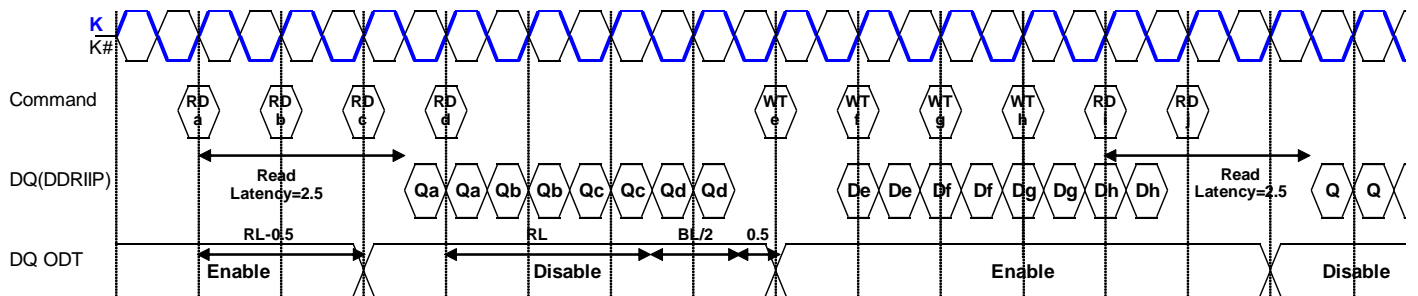 K
K#
Command
RD a
RD b
RD c
RD d
WT e
WT f
WT g
WT h
RD i
RD j
DQ(DDRIIP)
Read
Latency=2.5
Qa Qa Qb Qb Qc Qc Qd Qd
De De Df Df Dg Dg Dh Dh
Read
Latency=2.5
Q Q
DQ ODT
RL-0.5
RL
BL/2
0.5
Enable
Disable
Enable
Disable